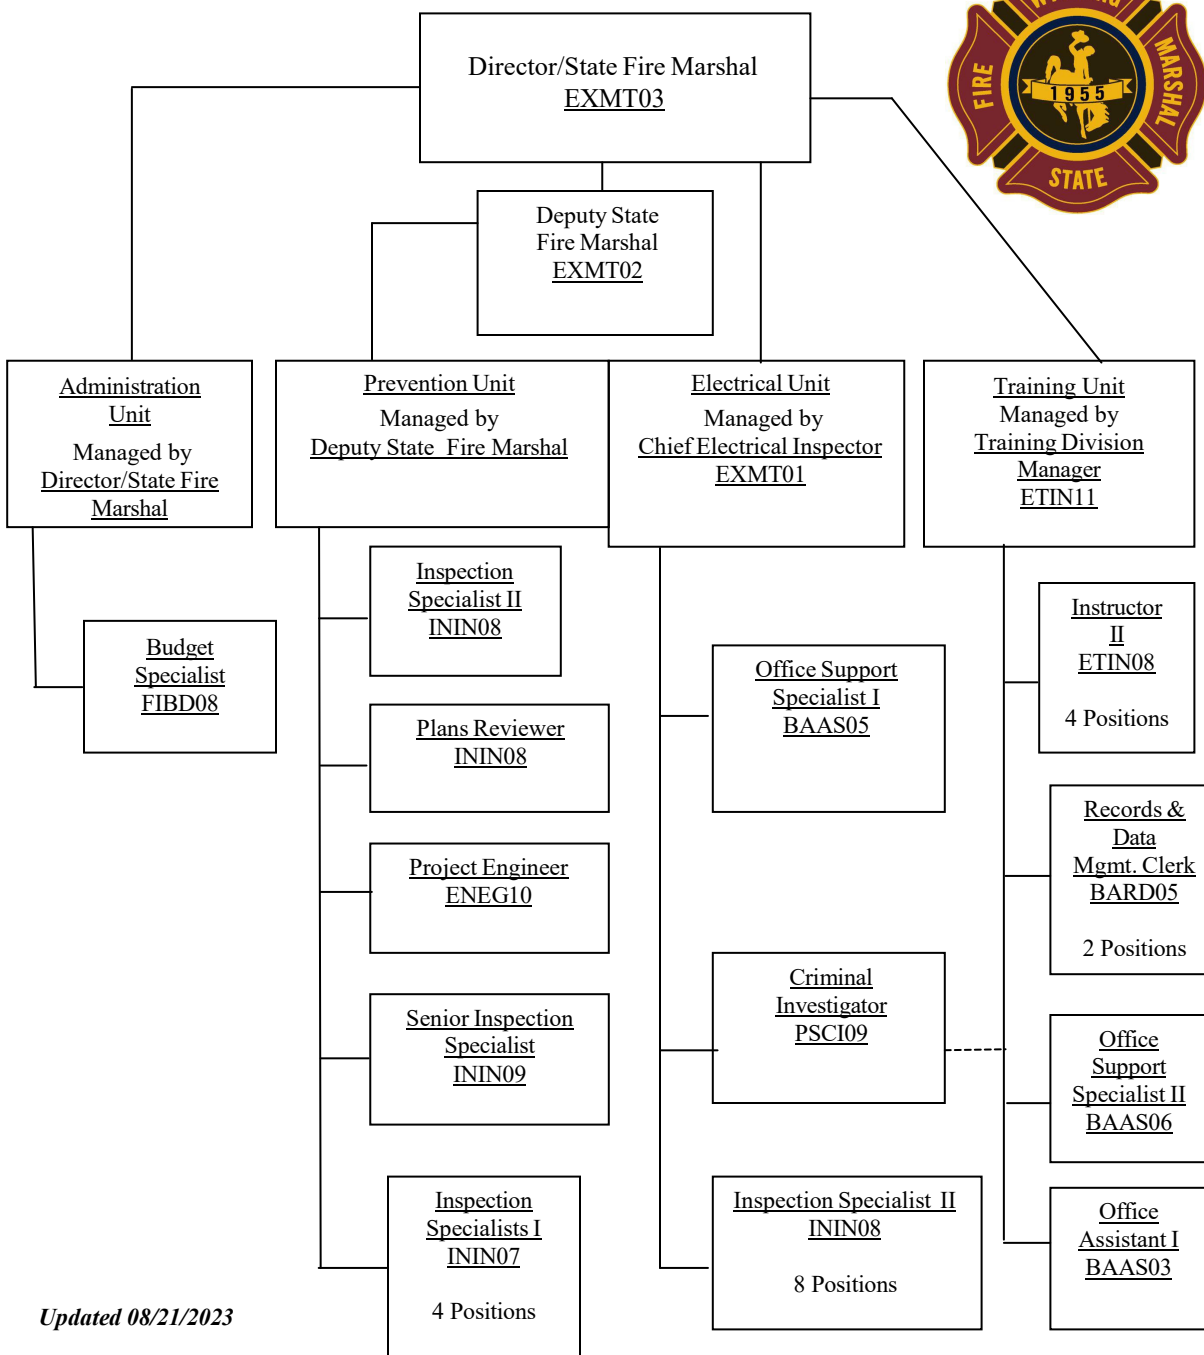 Director/State Fire Marshal
EXMT03
FIRE
MARSHAL
1955
STATE
Deputy State
Fire Marshal
EXMT02
Administration
Unit
Managed by
Director/State Fire
Marshal
Prevention Unit
Managed by
Deputy State Fire Marshal
Electrical Unit
Managed by
Chief Electrical Inspector
EXMT01
Training Unit
Managed by
Training Division
Manager
ETIN11
Budget
Specialist
FIBD08
Inspection
Specialist II
ININ08
Plans Reviewer
ININ08
Project Engineer
ENEG10
Senior Inspection
Specialist
ININ09
Inspection
Specialists I
ININ07
4 Positions
Office Support
Specialist I
BAAS05
Criminal
Investigator
PSCI09
Inspection Specialist II
ININ08
8 Positions
Instructor
II
ETIN08
4 Positions
Records &
Data
Mgmt. Clerk
BARD05
2 Positions
Office
Support
Specialist II
BAAS06
Office
Assistant I
BAAS03
Updated 08/21/2023